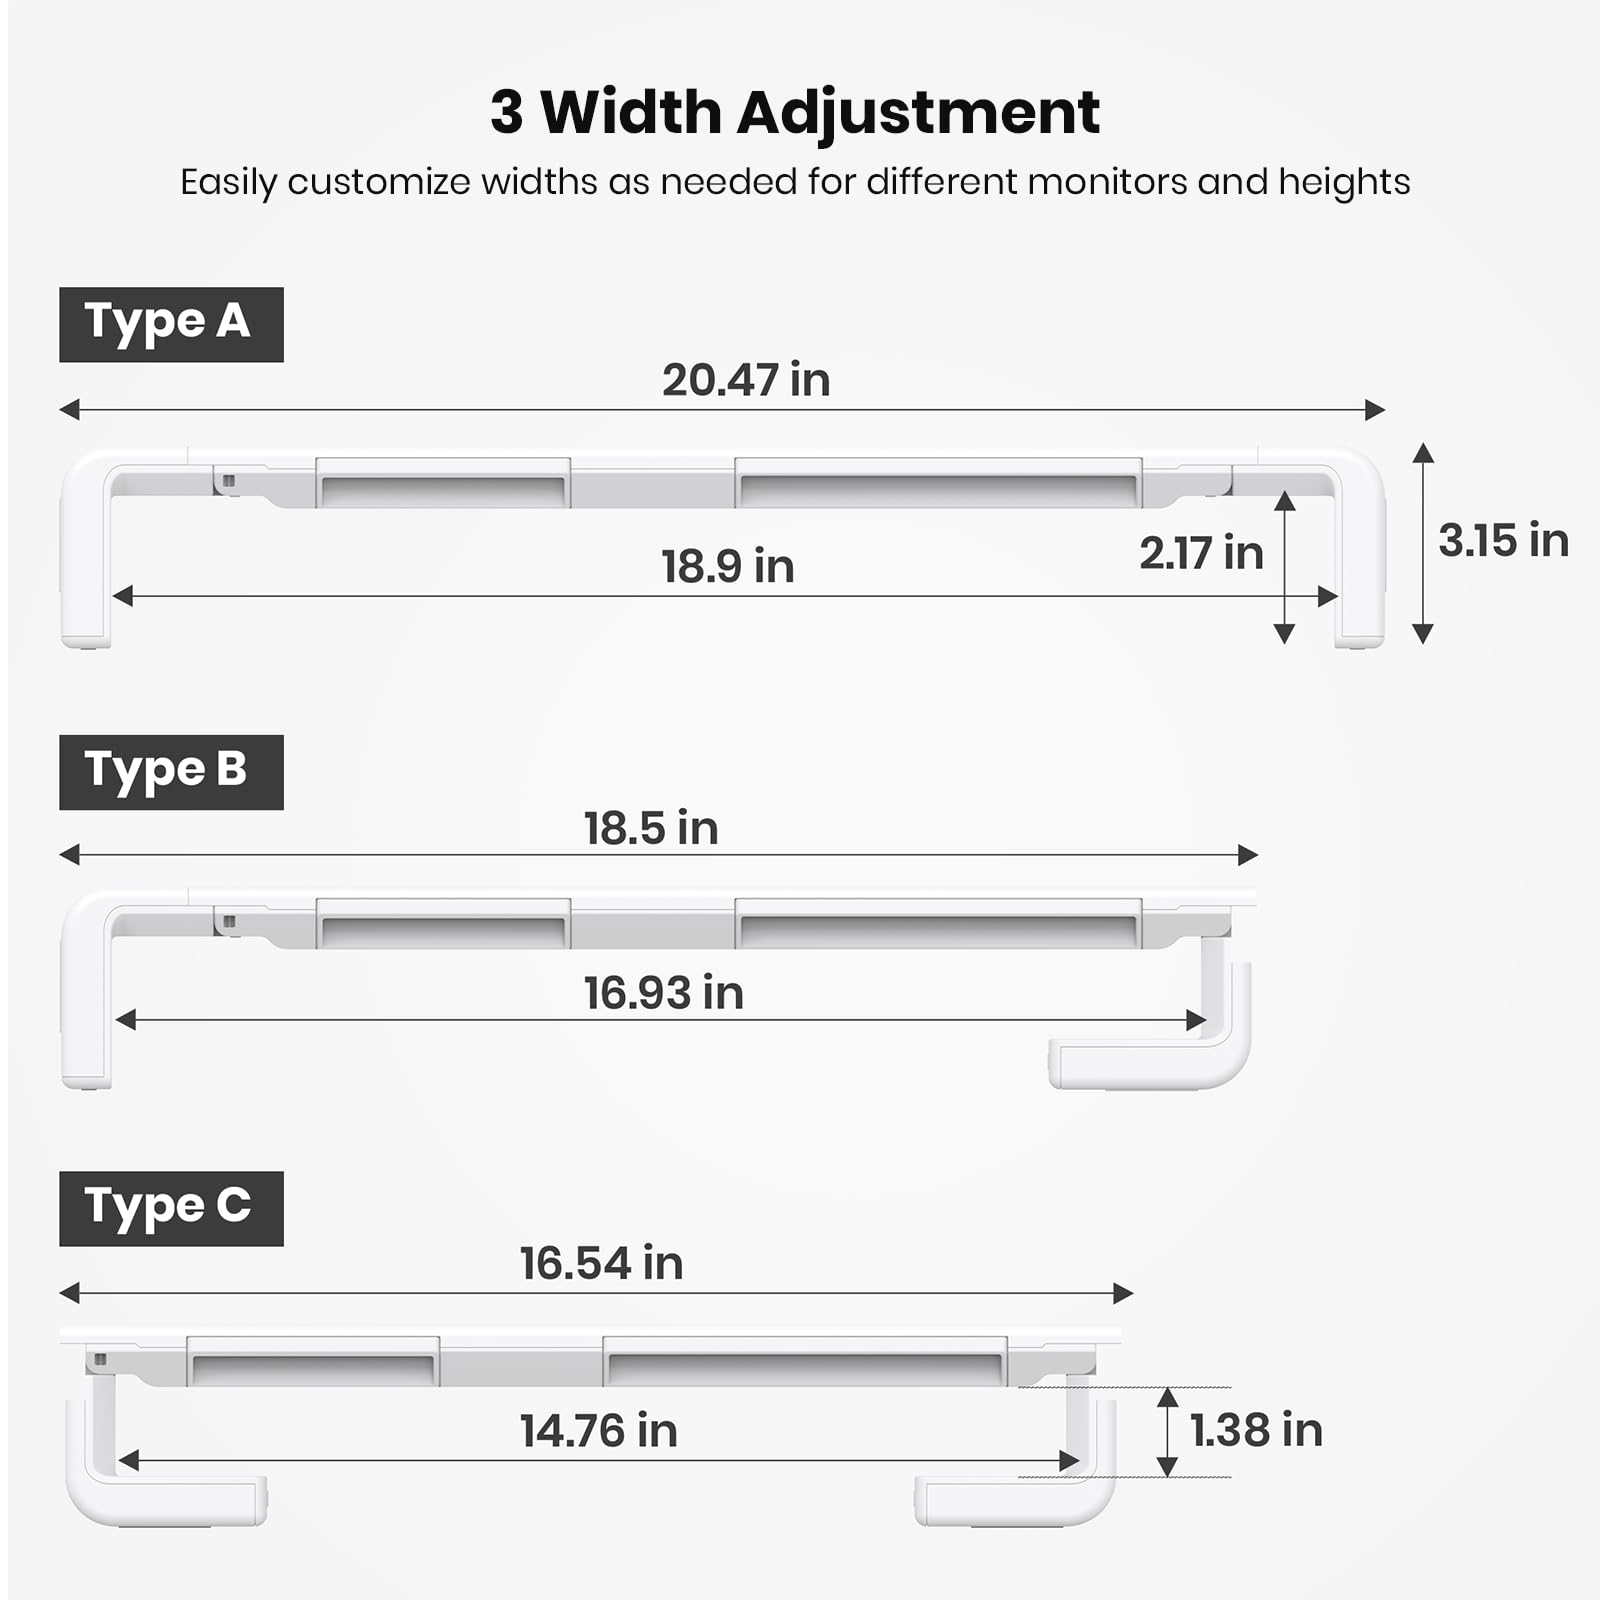 3 Width Adjustment
Easily customize widths as needed for different monitors and heights
Type A
20.47 in
18.9 in
2.17 in
3.15 in
Type B
18.5 in
16.93 in
Type C
16.54 in
14.76 in
1.38 in